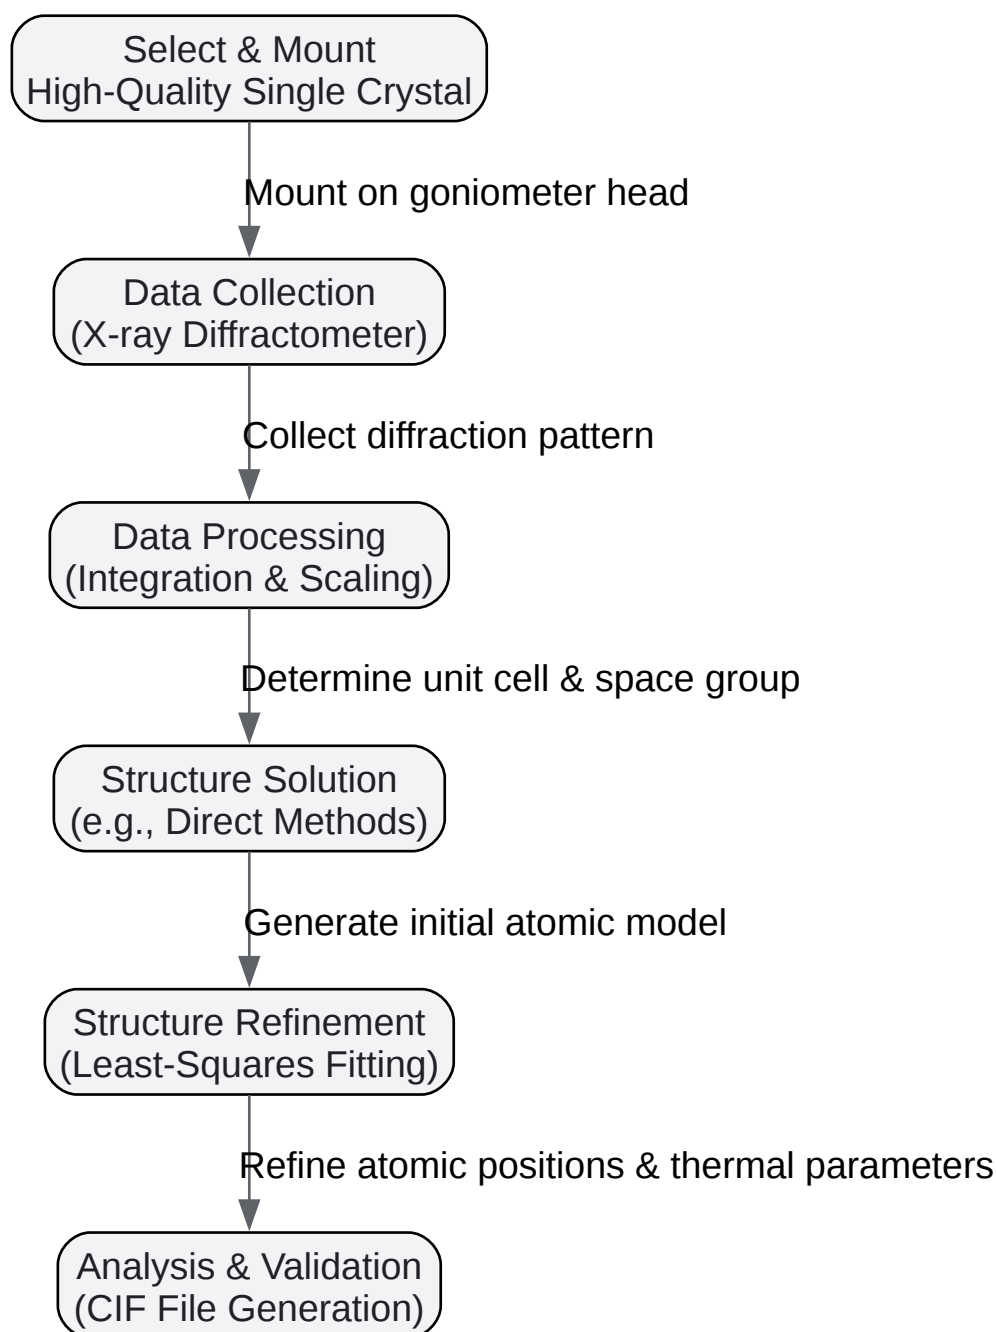 Select & Mount
High-Quality Single Crystal
Mount on goniometer head
Data Collection
(X-ray Diffractometer)
Collect diffraction pattern
Data Processing
(Integration & Scaling)
Determine unit cell & space group
Structure Solution
(e.g., Direct Methods)
Generate initial atomic model
Structure Refinement
(Least-Squares Fitting)
Refine atomic positions & thermal parameters
Analysis & Validation
(CIF File Generation)